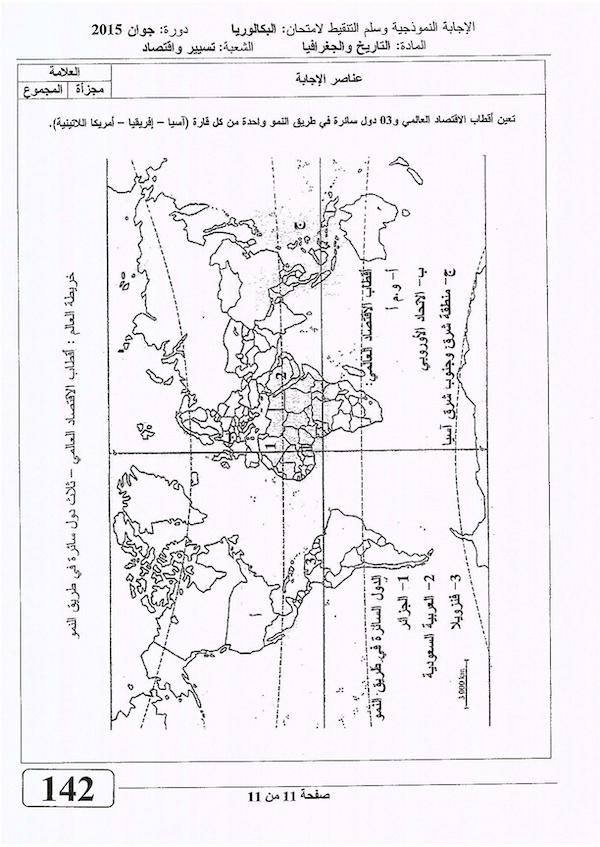 الإجابة النموذجية وسلم التنقيط لامتحان: البكالوريا دورة: جوان 2015
المادة: التاريخ والجغرافيا الشعبة: تسيير واقتصاد
عناصر الإجابة
العلامة
مجزأة المجموع
تعين أقطاب الاقتصاد العالمي و03 دول سائرة في طريق النمو واحدة من كل قارة (آسيا – إفريقيا – أمريكا اللاتينية).
خريطة العالم : أقطاب الاقتصاد العالمي – ثلاث دول سائرة في طريق النمو
أقطاب الاقتصاد العالمي:
أ- و.م.أ
ب- الاتحاد الأوروبي
ج- منطقة شرق وجنوب شرق آسيا
الدول السائرة في طريق النمو
1- الجزائر
2- العربية السعودية
3- فنزويلا
3000 km
أ
ب
ج
1
2
3
142
صفحة 11 من 11